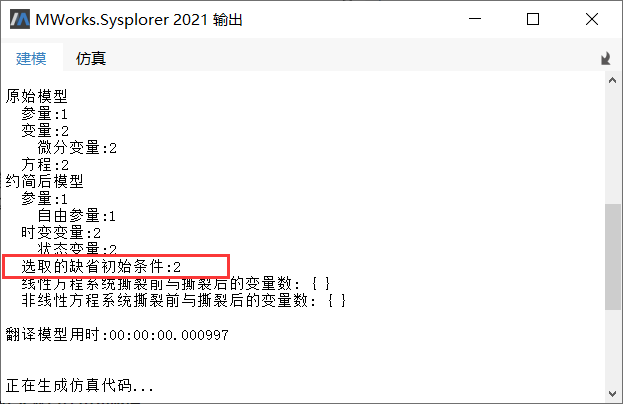 MWorks.Sysplorer 2021 输出
建模 仿真
原始模型
参量:1
变量:2
微分变量:2
方程:2
约简后模型
参量:1
自由参量:1
时变变量:2
状态变量:2
选取的缺省初始条件:2
线性方程系统撕裂前与撕裂后的变量数: { }
非线性方程系统撕裂前与撕裂后的变量数: { }
翻译模型用时:00:00:00.000997
正在生成仿真代码...